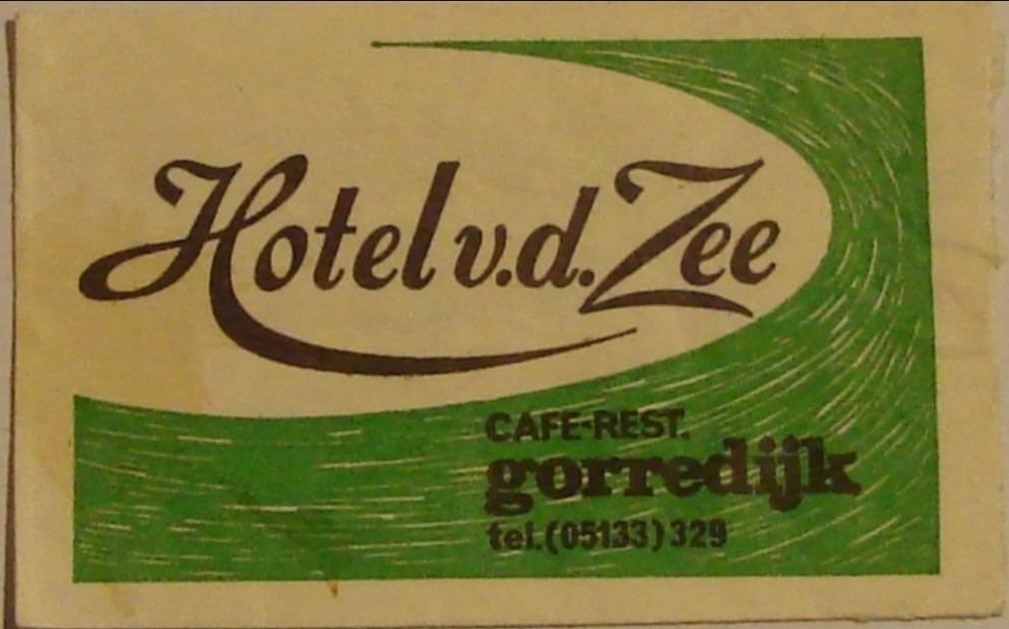 Hotel v.d. Zee
CAFE-REST.
gorredijk
tel.(05133)329